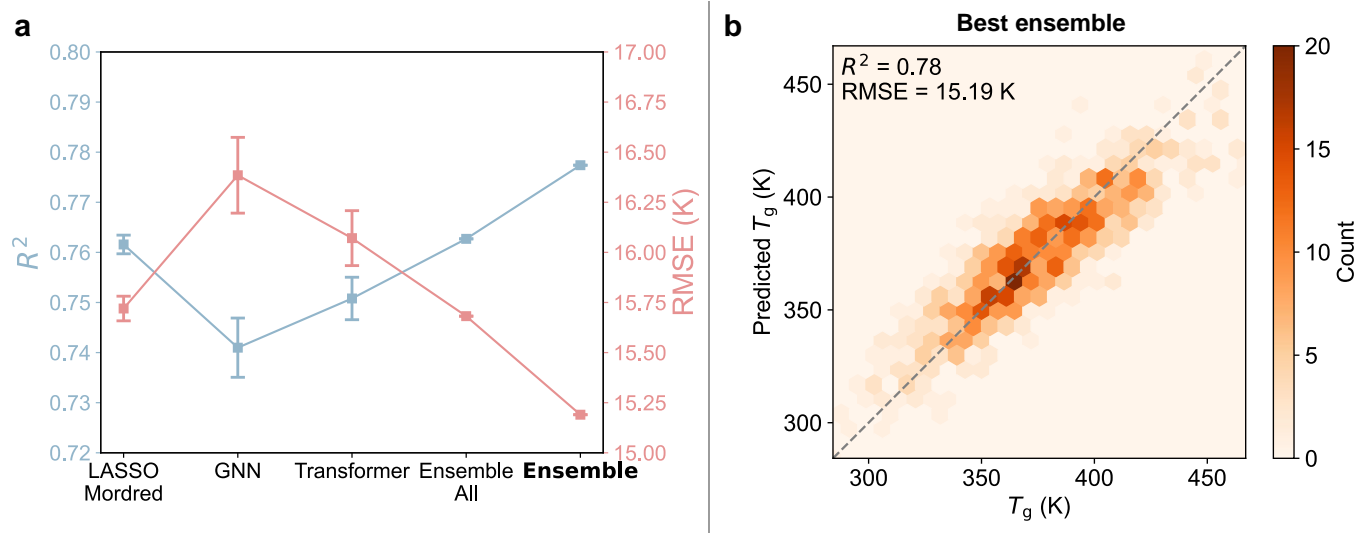 a
0.80
0.79
0.78
0.77
0.76
0.75
0.74
0.73
0.72
R²
17.00
16.75
16.50
16.25
16.00
15.75
15.50
15.25
15.00
RMSE (K)
LASSO
Mordred
GNN
Transformer
Ensemble
All
Ensemble
b
Best ensemble
R² = 0.78
RMSE = 15.19 K
450
400
350
300
Predicted Tg (K)
300
350
400
450
Tg (K)
20
15
10
5
0
Count